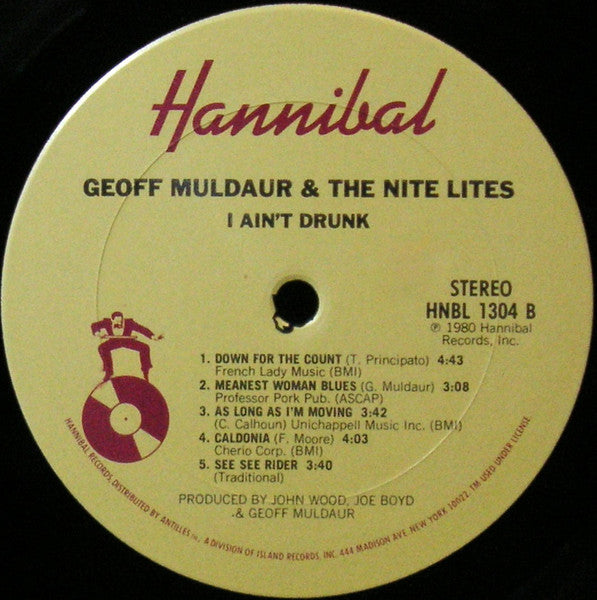 Hannibal
GEOFF MULDAUR & THE NITE LITES
I AIN'T DRUNK
STEREO
HNBL 1304 B
℗ 1980 Hannibal
Records, Inc.
1. DOWN FOR THE COUNT (T. Principato) 4:43
French Lady Music (BMI)
2. MEANEST WOMAN BLUES (G. Muldaur) 3:08
Professor Pork Pub. (ASCAP)
3. AS LONG AS I'M MOVING 3:42
(C. Calhoun) Unichappell Music Inc. (BMI)
4. CALDONIA (F. Moore) 4:03
Cherio Corp. (BMI)
5. SEE SEE RIDER 3:40
(Traditional)
PRODUCED BY JOHN WOOD, JOE BOYD
& GEOFF MULDAUR
HANNIBAL RECORDS, DISTRIBUTED BY ANTILLES INC. A DIVISION OF ISLAND RECORDS, INC. 444 MADISON AVE. NEW YORK 10022. TM USED UNDER LICENSE